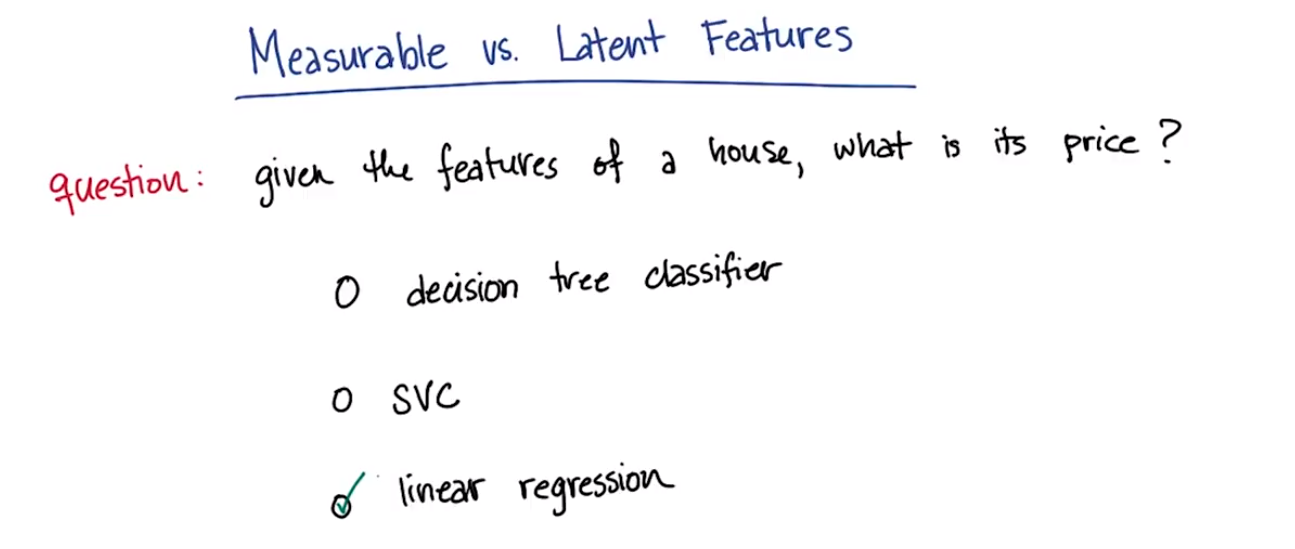 Measurable vs. Latent Features
question: given the features of a house, what is its price?
decision tree classifier
SVC
linear regression